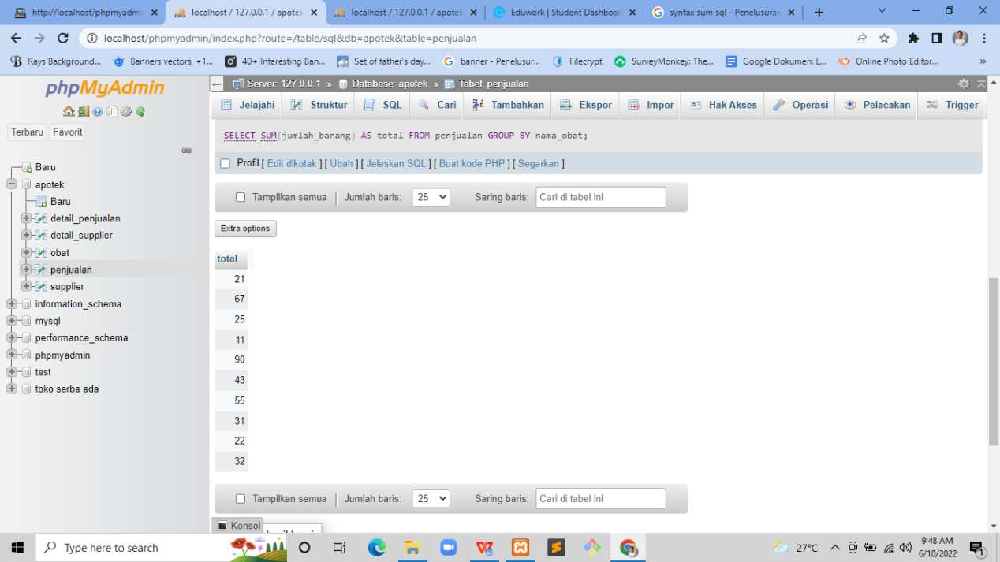 http://localhost/phpmyadmi
localhost / 127.0.0.1 / apotek
localhost / 127.0.0.1 / apotek
Eduwork | Student Dashboar
syntax sum sql - Penelusuran
localhost/phpmyadmin/index.php?route=/table/sql&db=apotek&table=penjualan
Rays Background...
Banners vectors, +1...
40+ Interesting Ban...
Set of father's day...
banner - Penelusur...
Filecrypt
SurveyMonkey: The...
Google Dokumen: L...
Online Photo Editor...
»
phpMyAdmin
Terbaru
Favorit
Baru
apotek
Baru
detail_penjualan
detail_supplier
obat
penjualan
supplier
information_schema
mysql
performance_schema
phpmyadmin
test
toko serba ada
Server: 127.0.0.1 » Database: apotek » Tabel: penjualan
Jelajahi
Struktur
SQL
Cari
Tambahkan
Ekspor
Impor
Hak Akses
Operasi
Pelacakan
Trigger
SELECT SUM(jumlah_barang) AS total FROM penjualan GROUP BY nama_obat;
Profil [ Edit dikotak ] [ Ubah ] [ Jelaskan SQL ] [ Buat kode PHP ] [ Segarkan ]
Tampilkan semua | Jumlah baris: 25 Saring baris: Cari di tabel ini
Extra options
total
21
67
25
11
90
43
55
31
22
32
Tampilkan semua | Jumlah baris: 25 Saring baris: Cari di tabel ini
Konsol
Type here to search
27°C
9:48 AM
6/10/2022
1